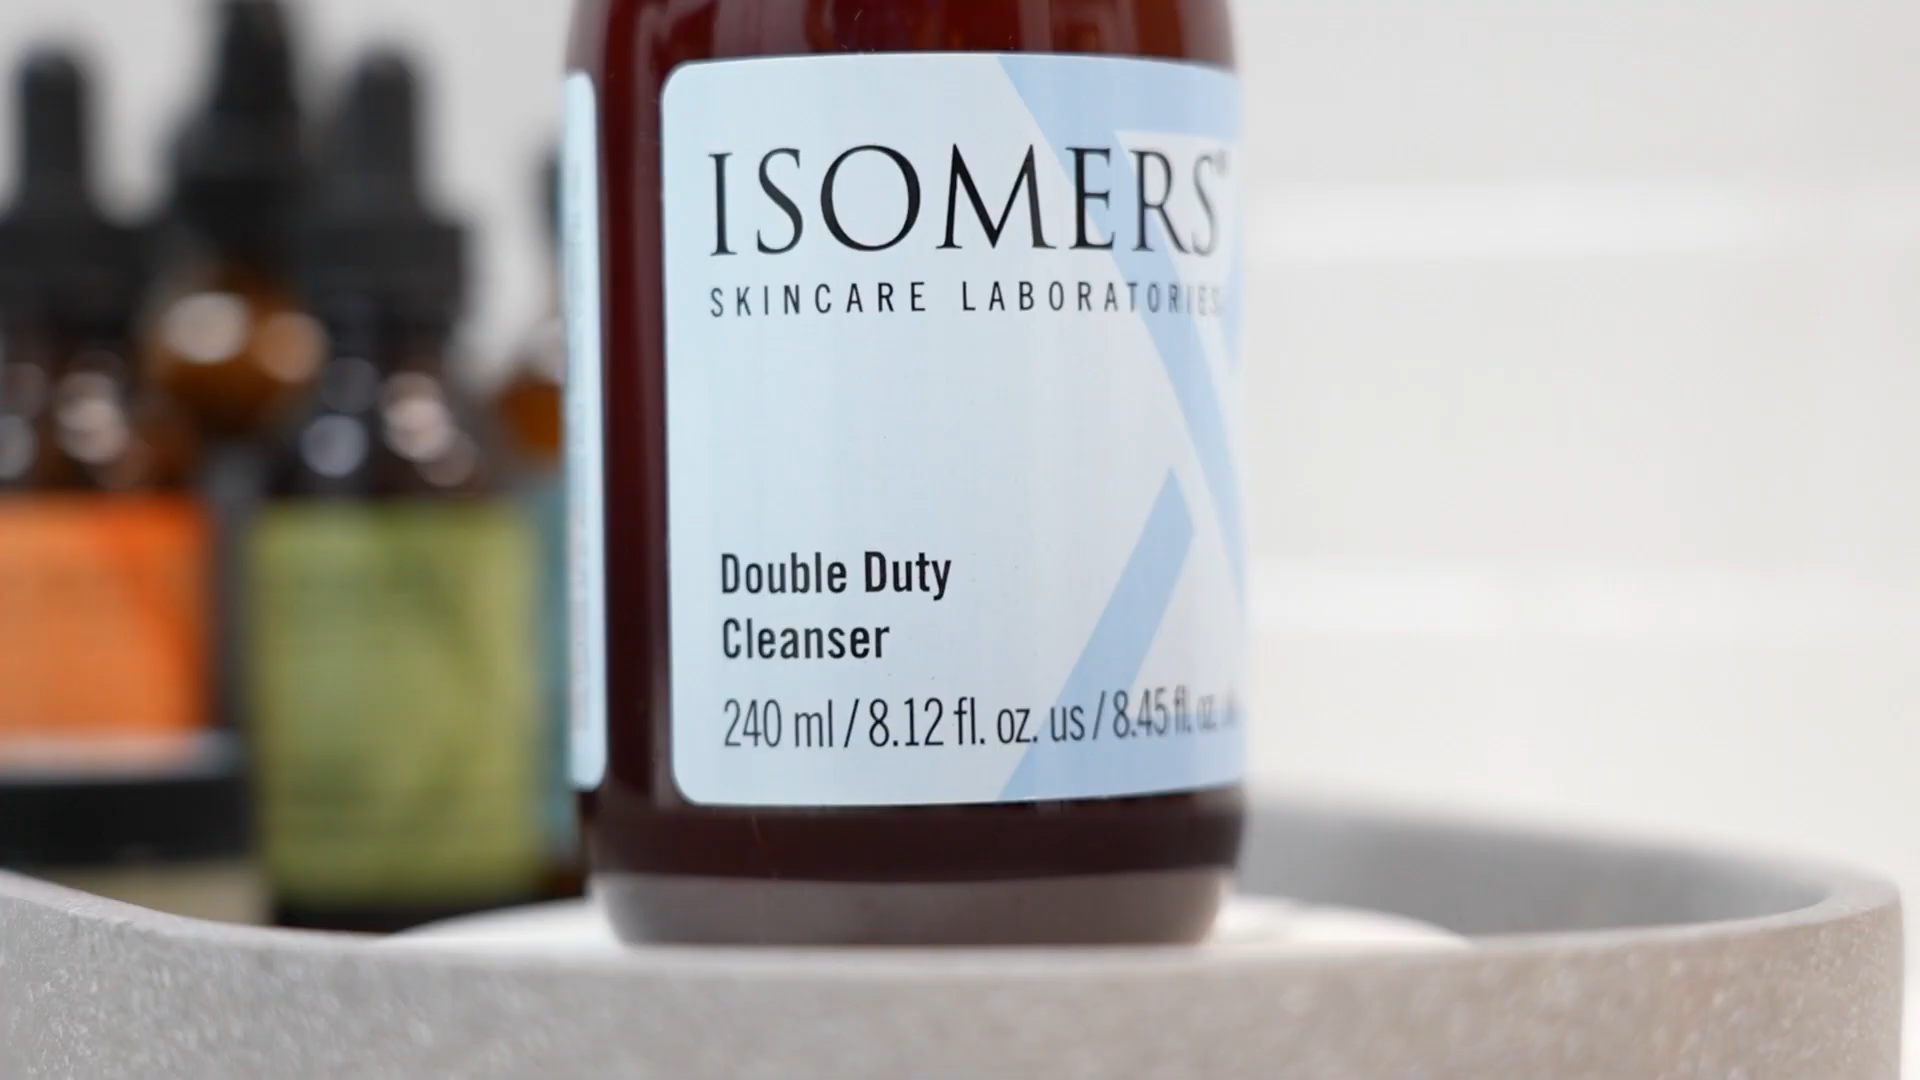 ISOMERS®
SKINCARE LABORATORIES
Double Duty
Cleanser
240 ml / 8.12 fl. oz. us / 8.45 fl. oz.